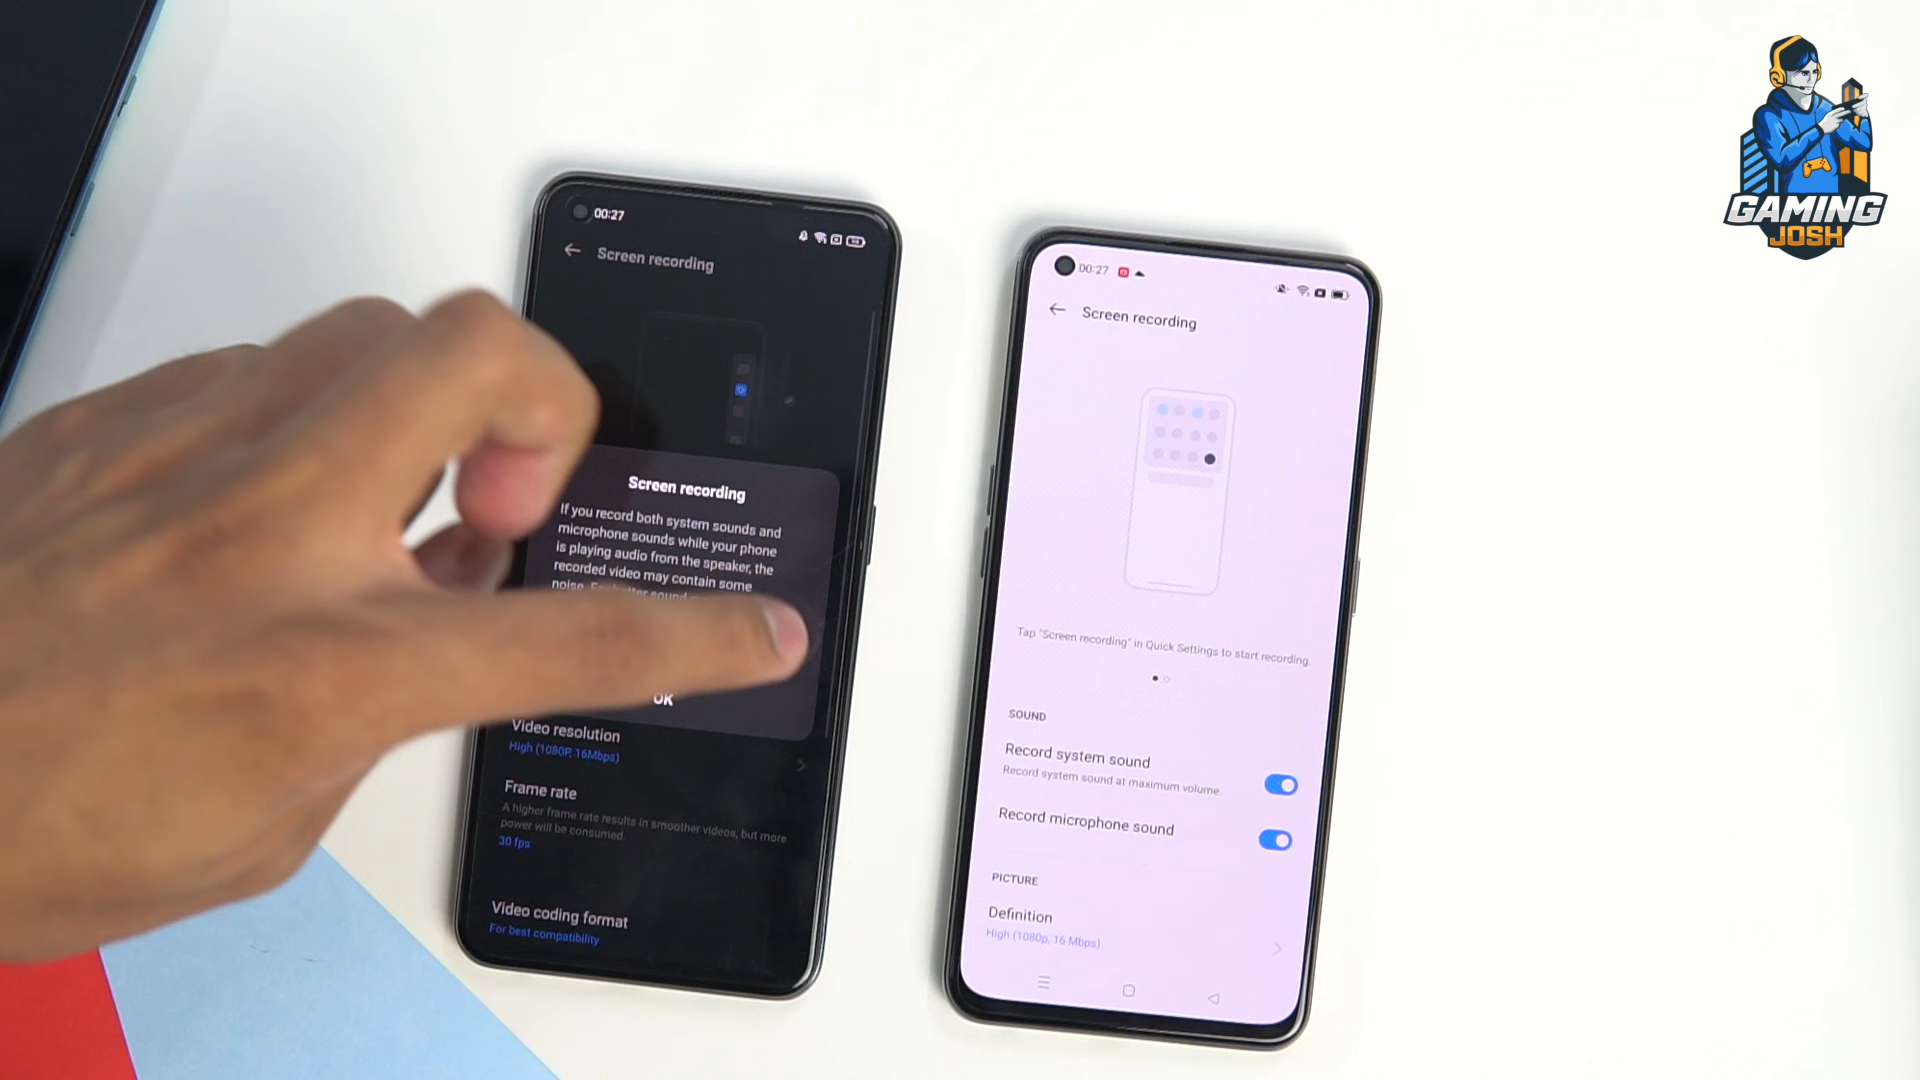 GAMING
JOSH
00:27
Screen recording
Screen recording
If you record both system sounds and
microphone sounds while your phone
is playing audio from the speaker, the
recorded video may contain some
noise. For better sound
OK
Video resolution
High (1080P, 16Mbps)
Frame rate
A higher frame rate results in smoother videos, but more
power will be consumed.
30 fps
Video coding format
For best compatibility
00:27
Screen recording
Tap "Screen recording" in Quick Settings to start recording.
SOUND
Record system sound
Record system sound at maximum volume.
Record microphone sound
PICTURE
Definition
High (1080p, 16 Mbps)